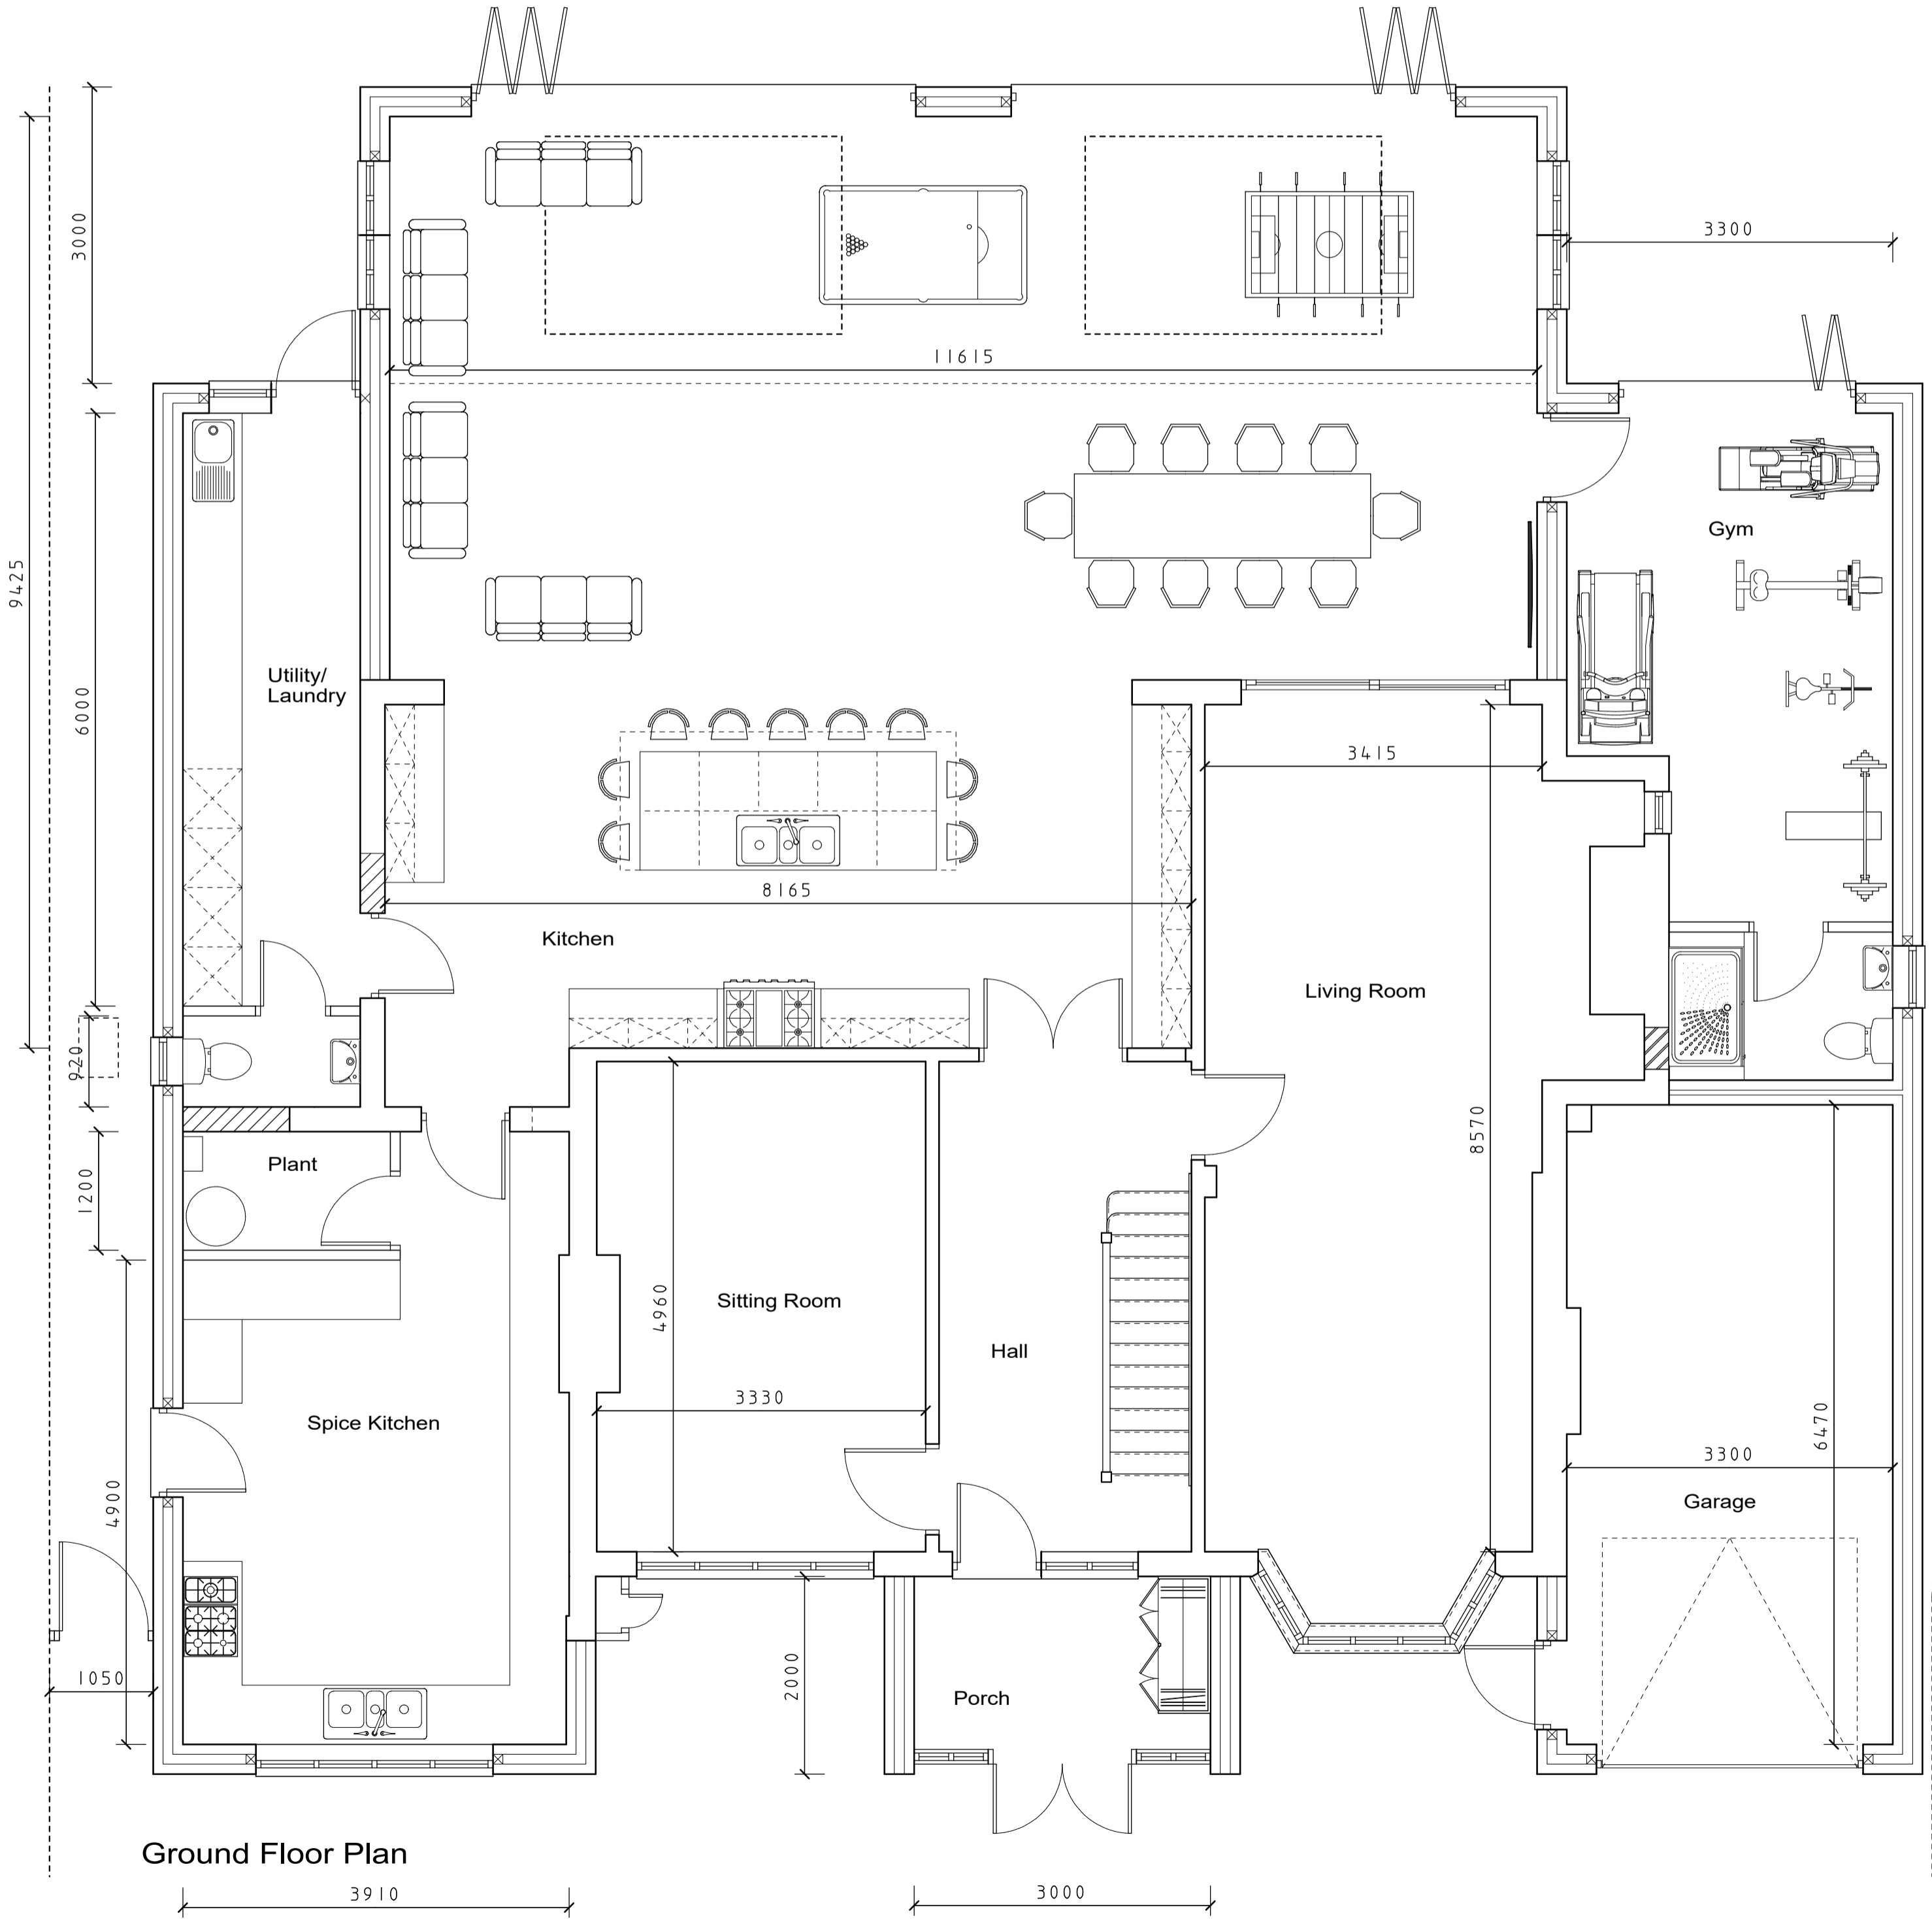 3000
3300
11615
9425
Gym
6000
Utility/
Laundry
3415
8165
Kitchen
Living Room
920
8570
Plant
1200
4960
Sitting Room
Hall
3330
Spice Kitchen
6470
3300
4900
Garage
1050
2000
Porch
Ground Floor Plan
3910
3000